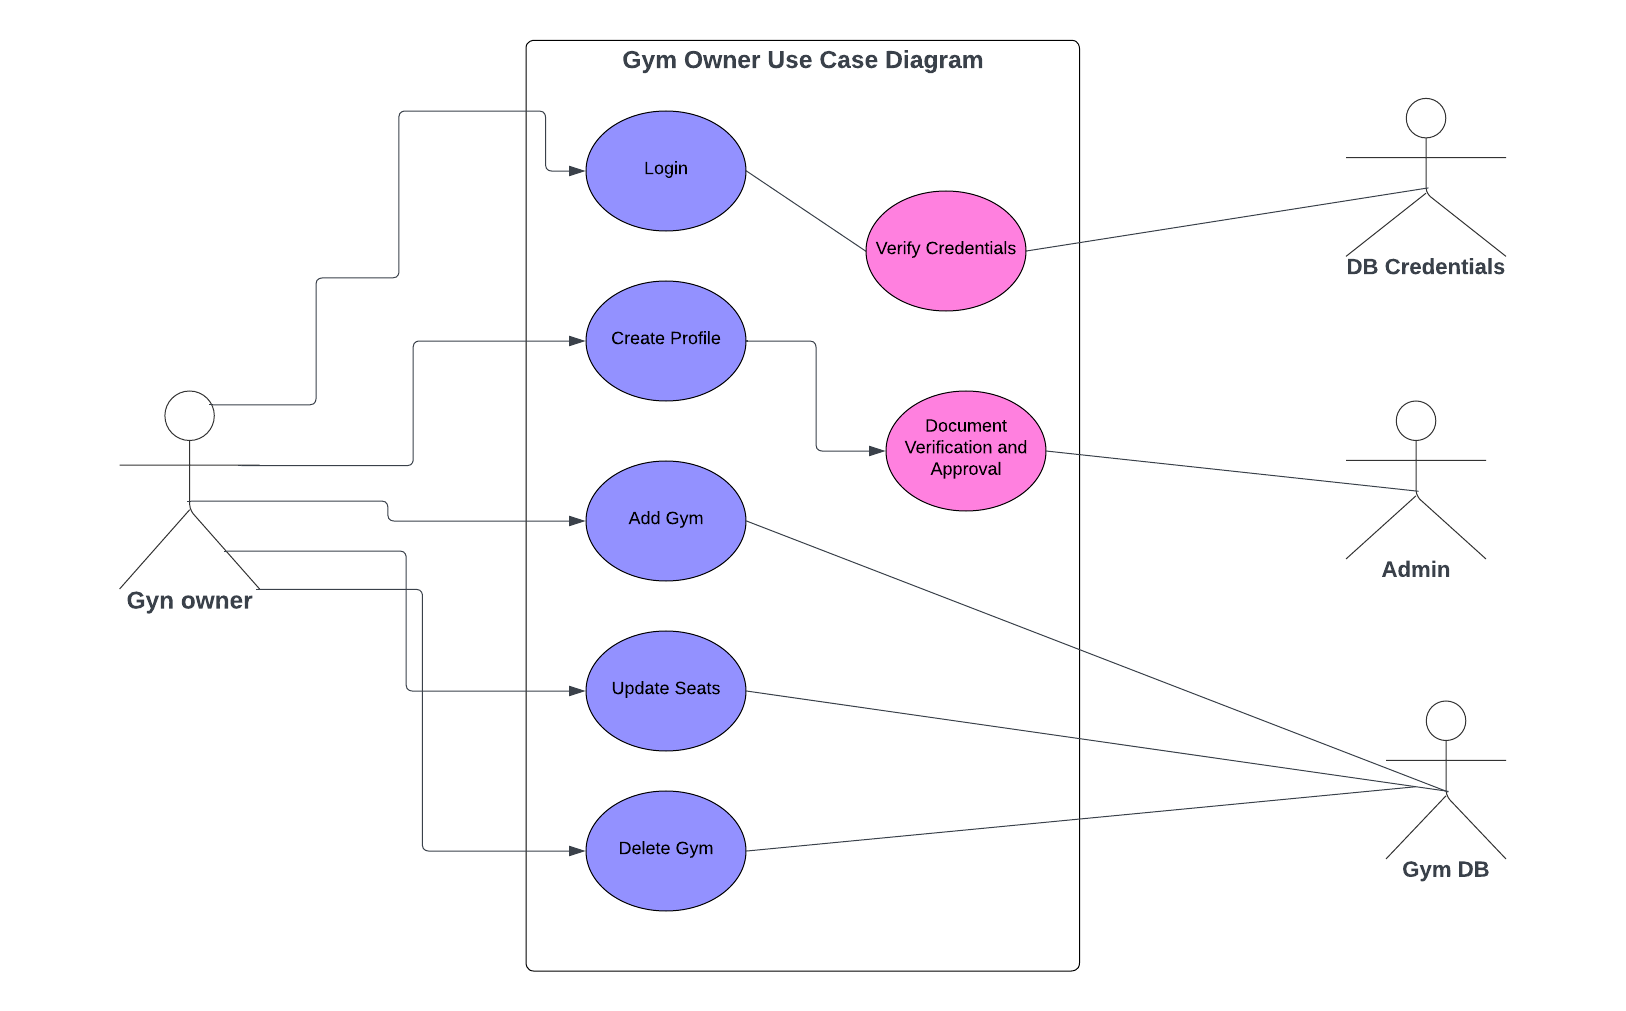 Gym Owner Use Case Diagram
Login
Verify Credentials
DB Credentials
Create Profile
Document
Verification and
Approval
Admin
Gyn owner
Add Gym
Update Seats
Delete Gym
Gym DB